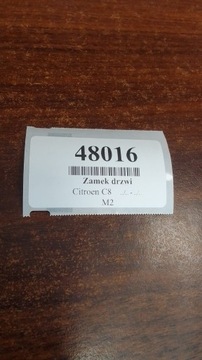 48016
Zamek drzwi
Citroen C8
M2